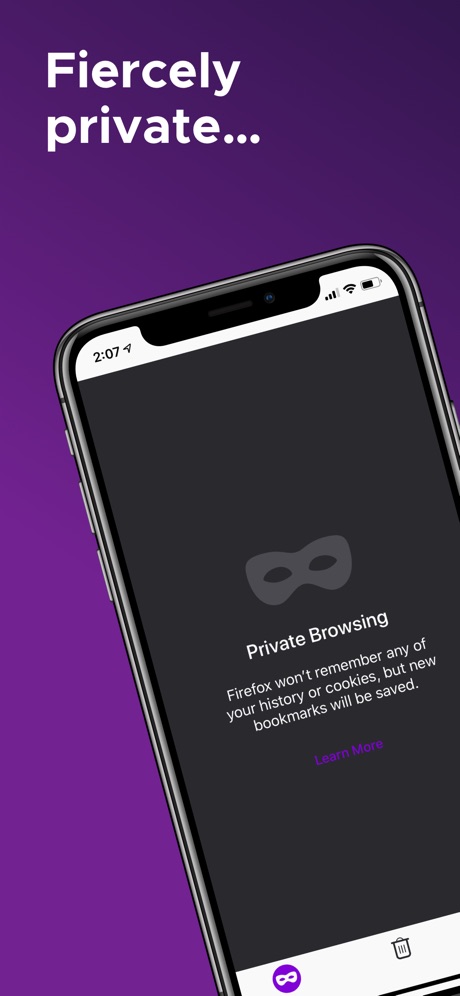 Fiercely
private...
2:07
Private Browsing
Firefox won't remember any of
your history or cookies, but new
bookmarks will be saved.
Learn More